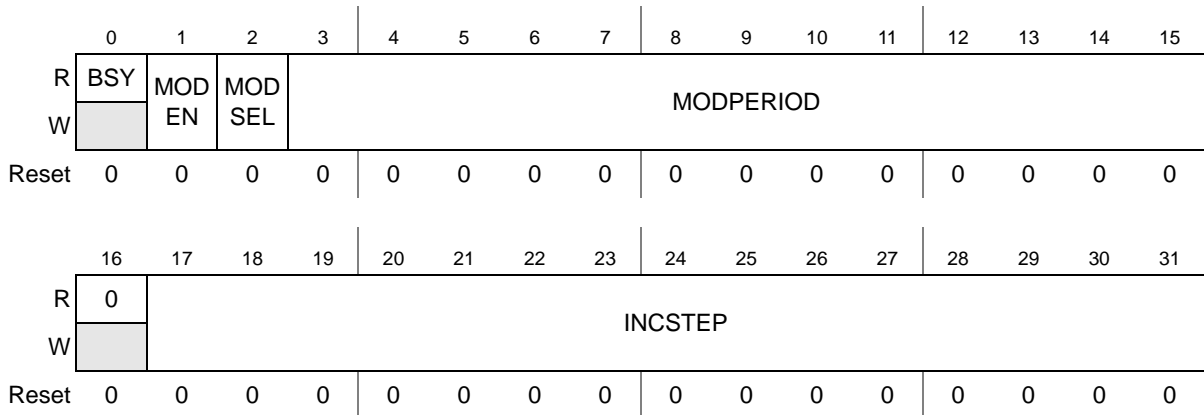 0 1 2 3 4 5 6 7 8 9 10 11 12 13 14 15
R BSY MOD EN MOD SEL MODPERIOD
W
Reset 0 0 0 0 0 0 0 0 0 0 0 0 0 0 0 0
16 17 18 19 20 21 22 23 24 25 26 27 28 29 30 31
R 0 INCSTEP
W
Reset 0 0 0 0 0 0 0 0 0 0 0 0 0 0 0 0